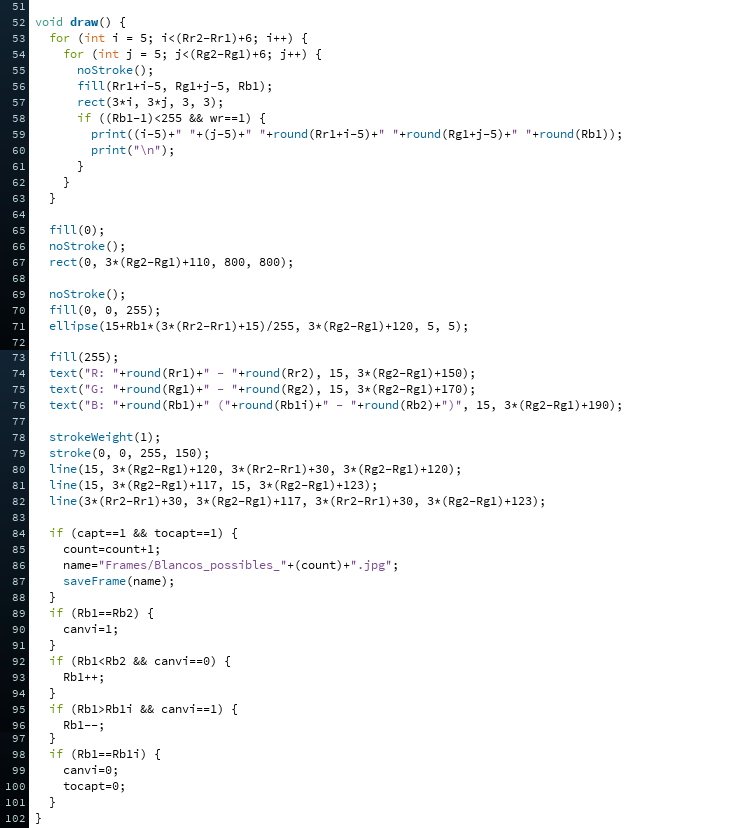 51
52 void draw() {
53   for (int i = 5; i<(Rr2-Rr1)+6; i++) {
54     for (int j = 5; j<(Rg2-Rg1)+6; j++) {
55       noStroke();
56       fill(Rr1+i-5, Rg1+j-5, Rb1);
57       rect(3*i, 3*j, 3, 3);
58       if ((Rb1-1)<255 && wr==1) {
59         print((i-5)+" "+(j-5)+" "+round(Rr1+i-5)+" "+round(Rg1+j-5)+" "+round(Rb1));
60         print("\n");
61       }
62     }
63   }
64
65   fill(0);
66   noStroke();
67   rect(0, 3*(Rg2-Rg1)+110, 800, 800);
68
69   noStroke();
70   fill(0, 0, 255);
71   ellipse(15+Rb1*(3*(Rr2-Rr1)+15)/255, 3*(Rg2-Rg1)+120, 5, 5);
72
73   fill(255);
74   text("R: "+round(Rr1)+" - "+round(Rr2), 15, 3*(Rg2-Rg1)+150);
75   text("G: "+round(Rg1)+" - "+round(Rg2), 15, 3*(Rg2-Rg1)+170);
76   text("B: "+round(Rb1)+" ("+round(Rb1i)+" - "+round(Rb2)+")", 15, 3*(Rg2-Rg1)+190);
77
78   strokeWeight(1);
79   stroke(0, 0, 255, 150);
80   line(15, 3*(Rg2-Rg1)+120, 3*(Rr2-Rr1)+30, 3*(Rg2-Rg1)+120);
81   line(15, 3*(Rg2-Rg1)+117, 15, 3*(Rg2-Rg1)+123);
82   line(3*(Rr2-Rr1)+30, 3*(Rg2-Rg1)+117, 3*(Rr2-Rr1)+30, 3*(Rg2-Rg1)+123);
83
84   if (capt==1 && tocapt==1) {
85     count=count+1;
86     name="Frames/Blancos_possibles_"+(count)+".jpg";
87     saveFrame(name);
88   }
89   if (Rb1==Rb2) {
90     canvi=1;
91   }
92   if (Rb1<Rb2 && canvi==0) {
93     Rb1++;
94   }
95   if (Rb1>Rb1i && canvi==1) {
96     Rb1--;
97   }
98   if (Rb1==Rb1i) {
99     canvi=0;
100     tocapt=0;
101   }
102 }